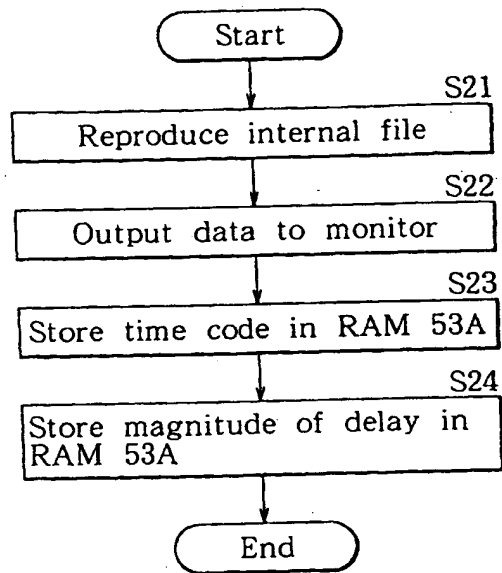 Start
S21
Reproduce internal file
S22
Output data to monitor
S23
Store time code in RAM 53A
S24
Store magnitude of delay in
RAM 53A
End